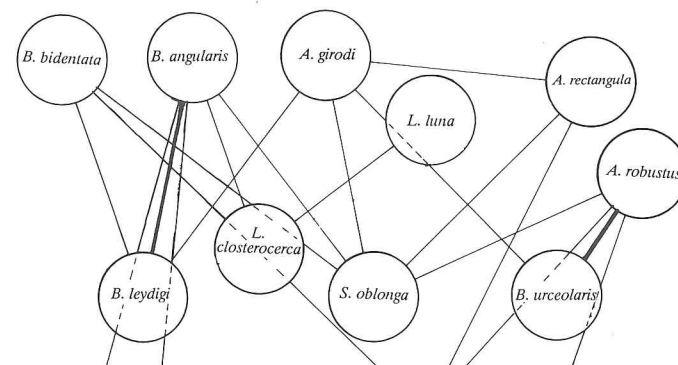 B. bidentata
B. angularis
A. girodi
A. rectangula
L. luna
A. robustus
L.
closterocerca
B. leydigi
S. oblonga
B. urceolaris